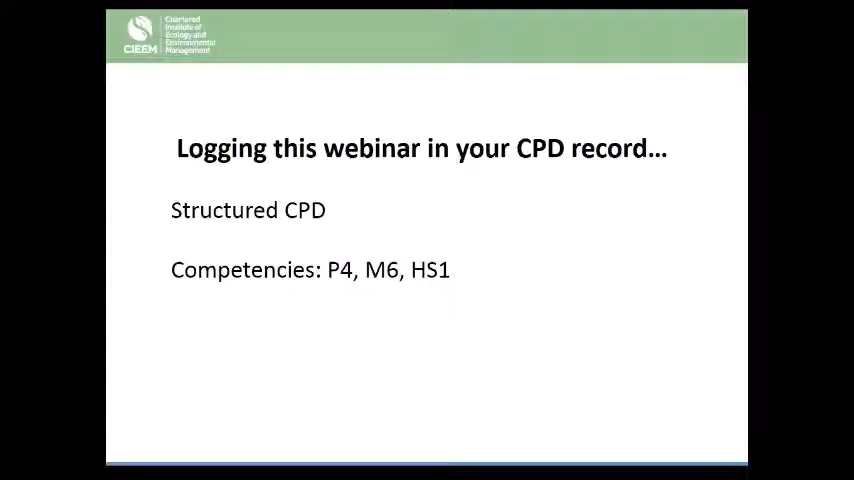 CIEEM
Chartered
Institute of
Ecology and
Environmental
Management
Logging this webinar in your CPD record...
Structured CPD
Competencies: P4, M6, HS1